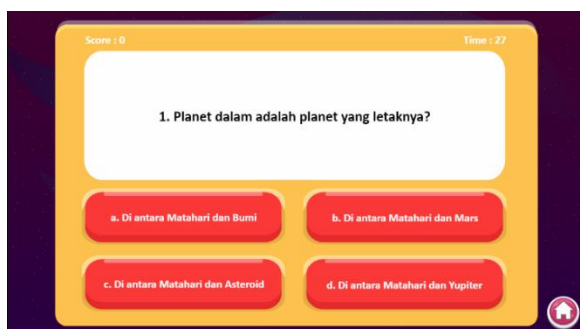 Score : 0
Time : 27
1. Planet dalam adalah planet yang letaknya?
a. Di antara Matahari dan Bumi
b. Di antara Matahari dan Mars
c. Di antara Matahari dan Asteroid
d. Di antara Matahari dan Yupiter